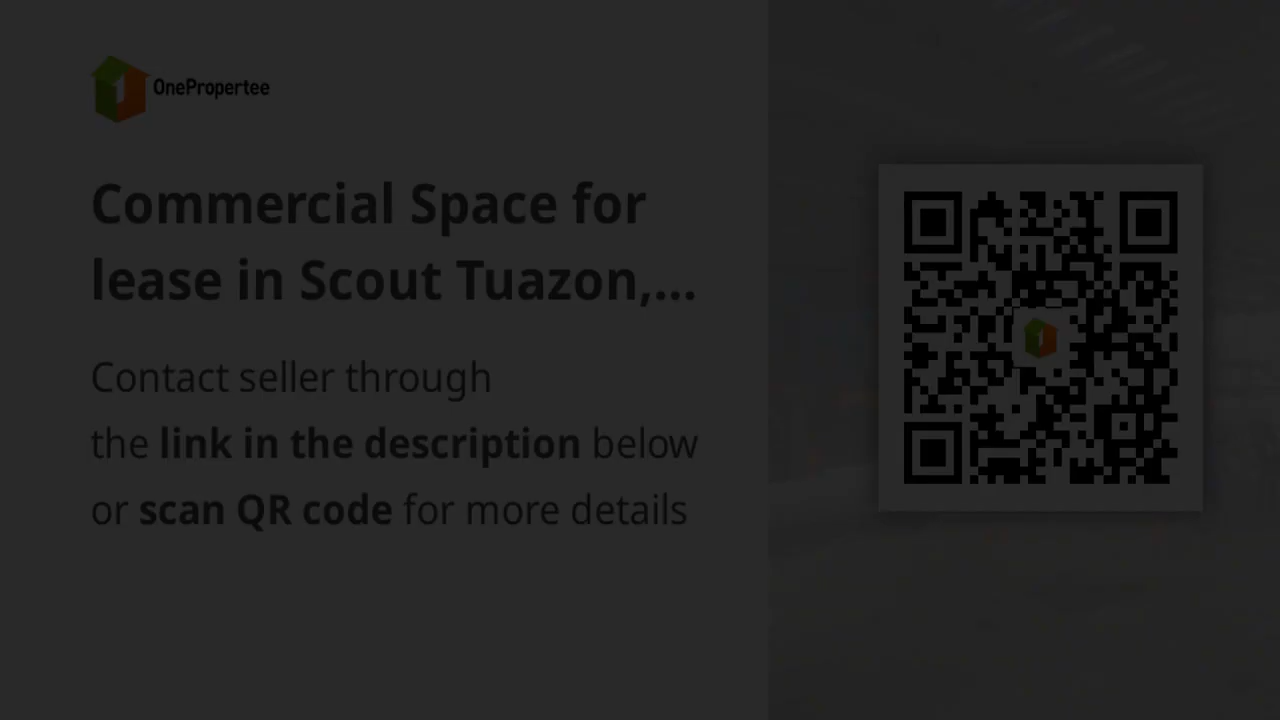 OnePropertee
Commercial Space for
lease in Scout Tuazon,...
Contact seller through
the link in the description below
or scan QR code for more details